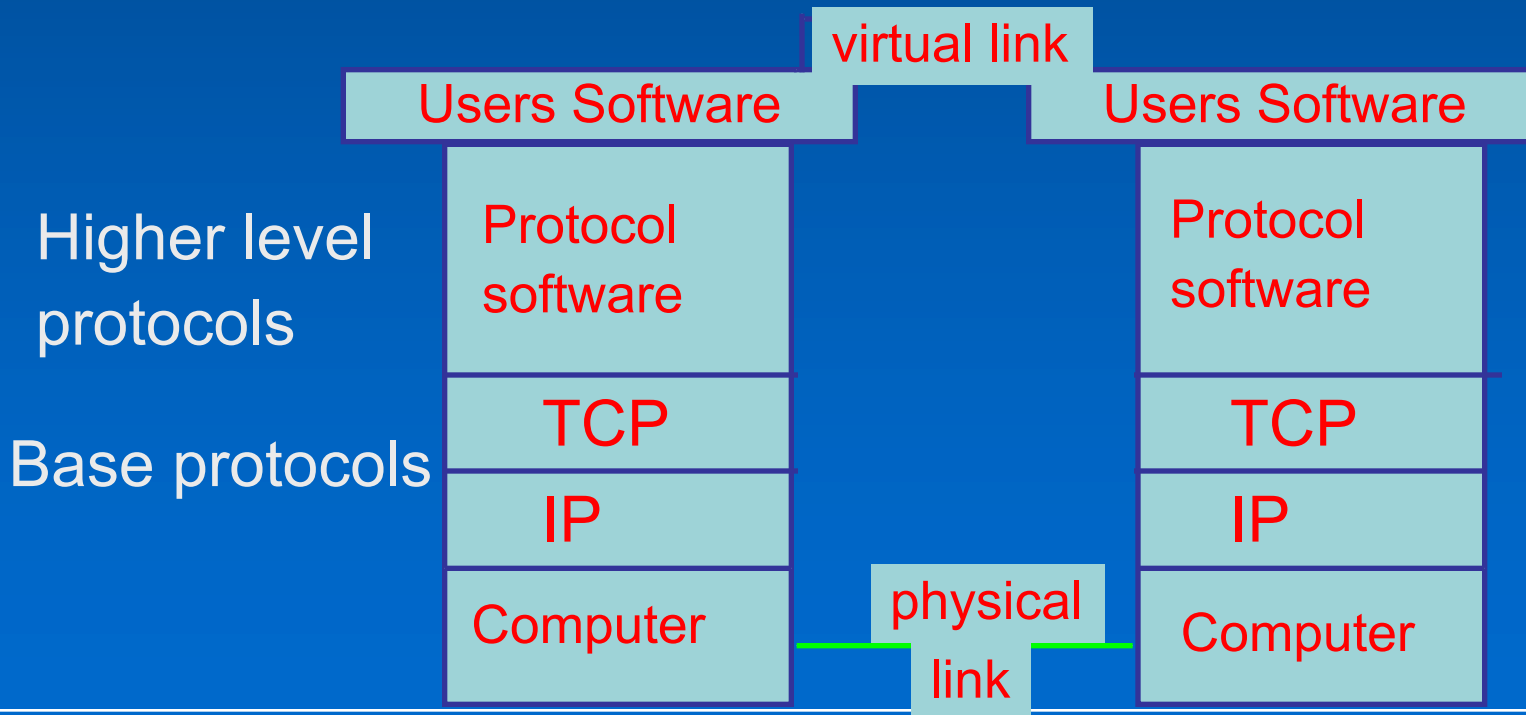 virtual link
Users Software
Users Software
Higher level
protocols
Protocol
software
Protocol
software
Base protocols
TCP
TCP
IP
IP
Computer
physical
link
Computer